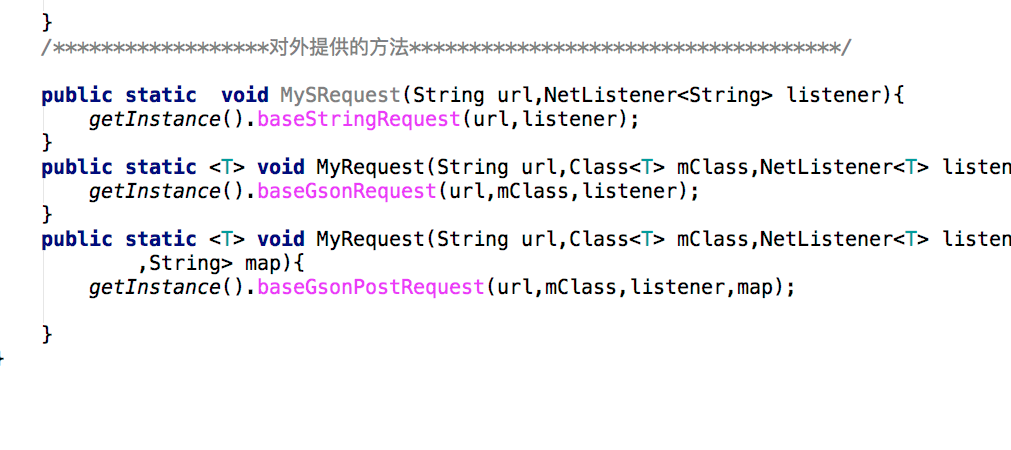 }
/******************对外提供的方法************************************/
public static  void MySRequest(String url,NetListener<String> listener){
getInstance().baseStringRequest(url,listener);
}
public static <T> void MyRequest(String url,Class<T> mClass,NetListener<T> listen
getInstance().baseGsonRequest(url,mClass,listener);
}
public static <T> void MyRequest(String url,Class<T> mClass,NetListener<T> listen
,String> map){
getInstance().baseGsonPostRequest(url,mClass,listener,map);
}
}